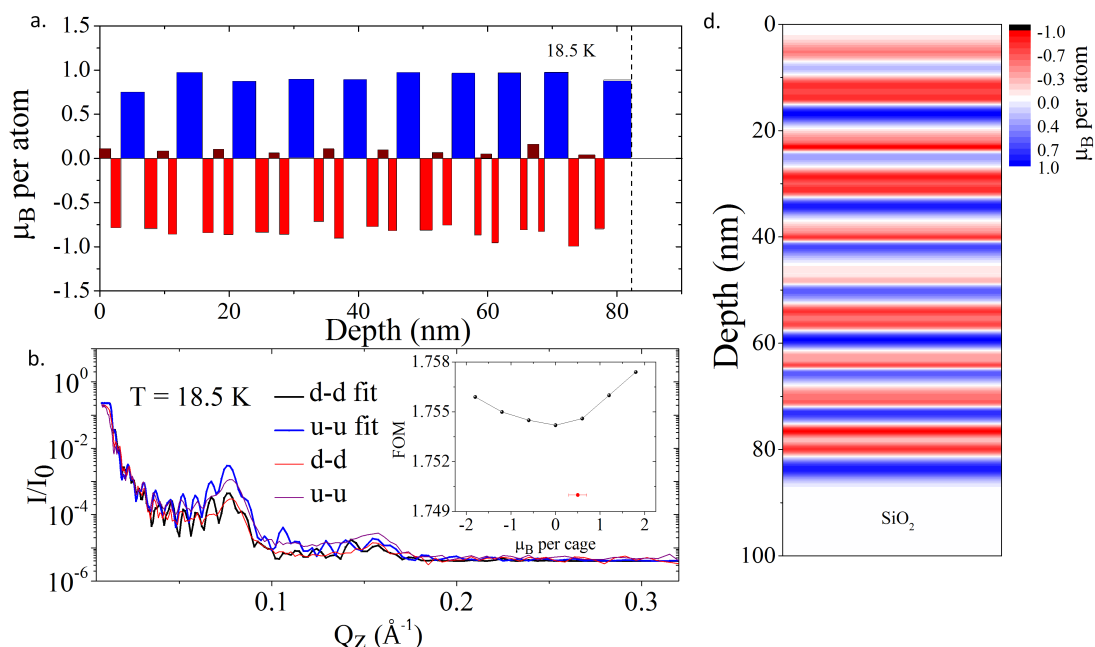 a.
1.5
1.0
0.5
0.0
-0.5
-1.0
-1.5
μB per atom
18.5 K
0
20
40
60
80
Depth (nm)
b.
10⁰
10⁻²
10⁻⁴
10⁻⁶
I/I₀
T = 18.5 K
d-d fit
u-u fit
d-d
u-u
0.1
0.2
0.3
QZ (Å⁻¹)
1.758
1.755
1.752
1.749
FOM
-2
-1
0
1
2
μB per cage
d.
0
20
40
60
80
100
Depth (nm)
SiO₂
-1.0
-0.7
-0.3
0.0
0.4
0.7
1.0
μB per atom